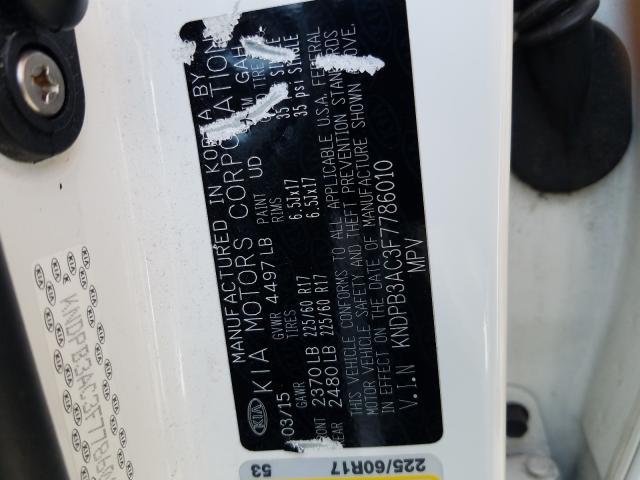 KIA
MANUFACTURED IN KOREA BY
KIA MOTORS CORPORATION
03/15 GVWR 4497LB PAINT UD TRIM GAH
GAWR TIRES RIMS TIRE
2370LB 225/60 R17 6.5Jx17 35 psi
REAR 2480LB 225/60 R17 6.5Jx17 35 psi SINGLE
THIS VEHICLE CONFORMS TO ALL APPLICABLE U.S.A. FEDERAL
MOTOR VEHICLE SAFETY AND THEFT PREVENTION STANDARDS
IN EFFECT ON THE DATE OF MANUFACTURE SHOWN ABOVE.
V.I.N KNDPB3AC3F7786010
MPV
225/60R17
53